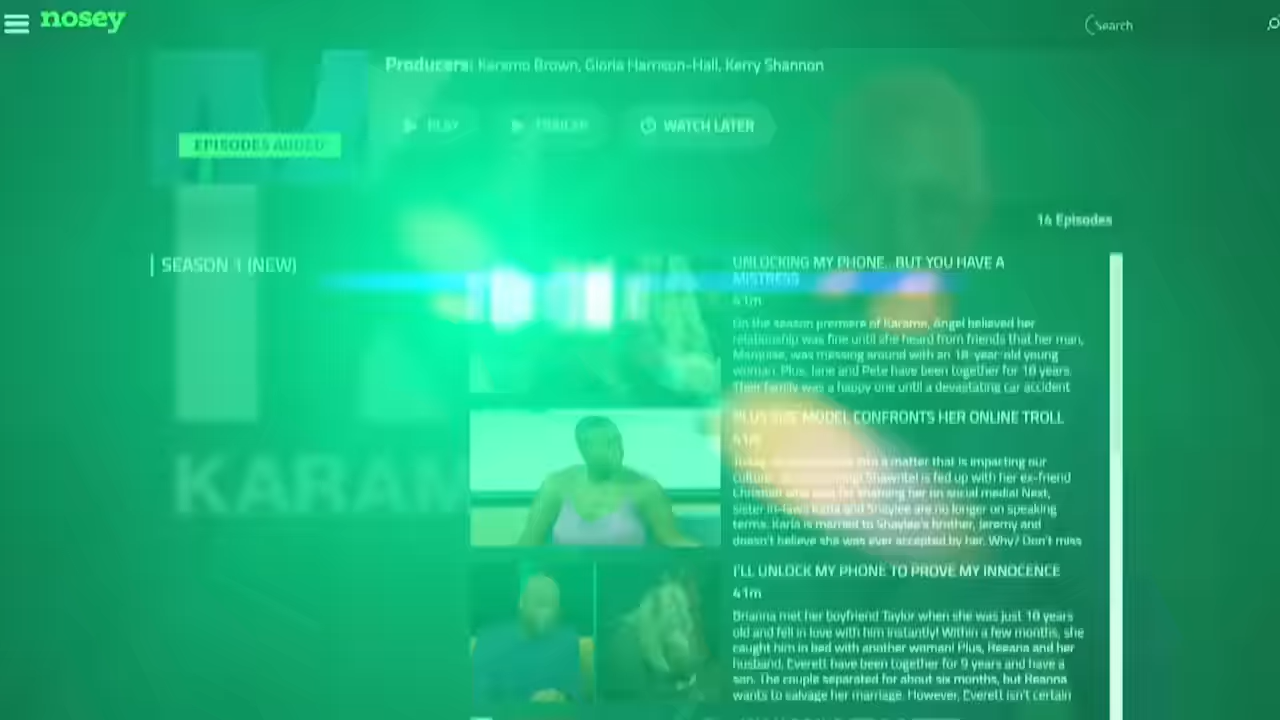 nosey
Search
Producers: Karamo Brown, Gloria Harrison-Hall, Kerry Shannon
PLAY
TRAILER
WATCH LATER
EPISODES ADDED
14 Episodes
SEASON 1 (NEW)
UNLOCKING MY PHONE...BUT YOU HAVE A
MISTRESS
41m
On the season premiere of Karamo, Angel believed her
relationship was fine until she heard from friends that her man,
Marquise, was messing around with an 18-year-old young
woman. Plus, Jane and Pete have been together for 18 years.
Their family was a happy one until a devastating car accident
PLUS SIZE MODEL CONFRONTS HER ONLINE TROLL
41m
a matter that is impacting our
is fed up with her ex-friend
for shaming her on social media! Next,
sister in-laws Karla and Shaylee are no longer on speaking
terms. Karla is married to Shaylee's brother, Jeremy and
doesn't believe she was ever accepted by her. Why? Don't miss
KARAM
I'LL UNLOCK MY PHONE TO PROVE MY INNOCENCE
41m
Brianna met her boyfriend Taylor when she was just 18 years
old and fell in love with him instantly! Within a few months, she
caught him in bed with another woman! Plus, Reeana and her
husband, Everett have been together for 9 years and have a
son. The couple separated for about six months, but Reanna
wants to salvage her marriage. However, Everett isn't certain